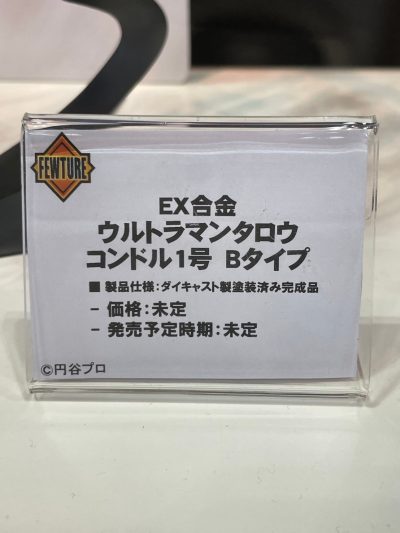 FEWTURE
EX合金
ウルトラマンタロウ
コンドル1号 Bタイプ
■ 製品仕様：ダイキャスト製塗装済み完成品
- 価格：未定
- 発売予定時期：未定
©円谷プロ